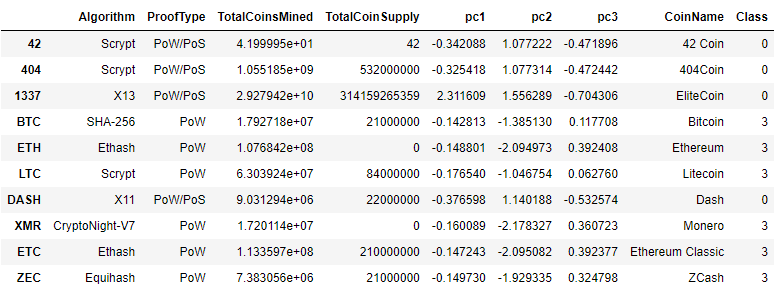 Algorithm ProofType TotalCoinsMined TotalCoinSupply pc1 pc2 pc3 CoinName Class
42 Scrypt PoW/PoS 4.199995e+01 42 -0.342088 1.077222 -0.471896 42 Coin 0
404 Scrypt PoW/PoS 1.055185e+09 532000000 -0.325418 1.077314 -0.472442 404Coin 0
1337 X13 PoW/PoS 2.927942e+10 314159265359 2.311609 1.556289 -0.704306 EliteCoin 0
BTC SHA-256 PoW 1.792718e+07 21000000 -0.142813 -1.385130 0.117708 Bitcoin 3
ETH Ethash PoW 1.076842e+08 0 -0.148801 -2.094973 0.392408 Ethereum 3
LTC Scrypt PoW 6.303924e+07 84000000 -0.176540 -1.046754 0.062760 Litecoin 3
DASH X11 PoW/PoS 9.031294e+06 22000000 -0.376598 1.140188 -0.532574 Dash 0
XMR CryptoNight-V7 PoW 1.720114e+07 0 -0.160089 -2.178327 0.360723 Monero 3
ETC Ethash PoW 1.133597e+08 210000000 -0.147243 -2.095082 0.392377 Ethereum Classic 3
ZEC Equihash PoW 7.383056e+06 21000000 -0.149730 -1.929335 0.324798 ZCash 3